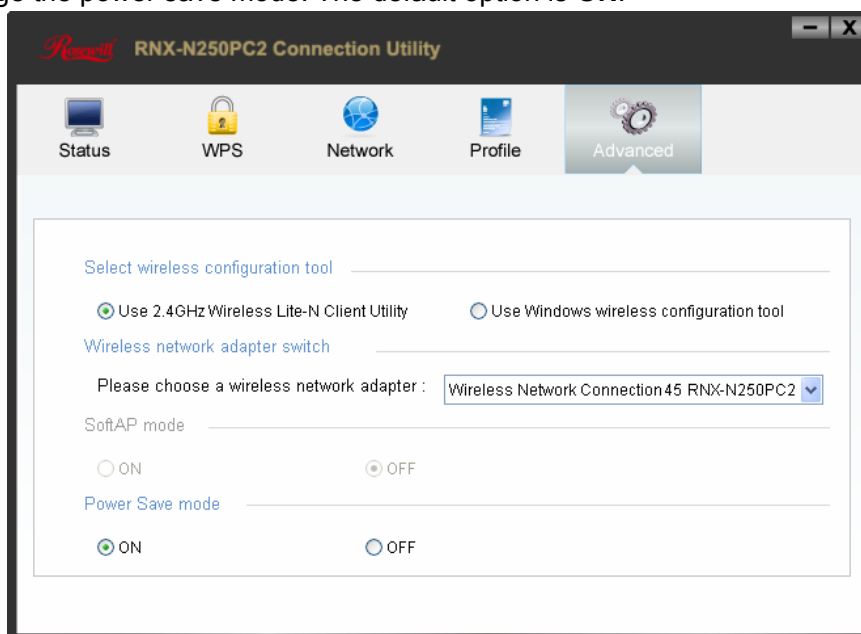 ge the power save mode. The default option is ON.
Rosewill RNX-N250PC2 Connection Utility
Status WPS Network Profile Advanced
Select wireless configuration tool
Use 2.4GHz Wireless Lite-N Client Utility Use Windows wireless configuration tool
Wireless network adapter switch
Please choose a wireless network adapter : Wireless Network Connection 45 RNX-N250PC2
SoftAP mode
ON OFF
Power Save mode
ON OFF